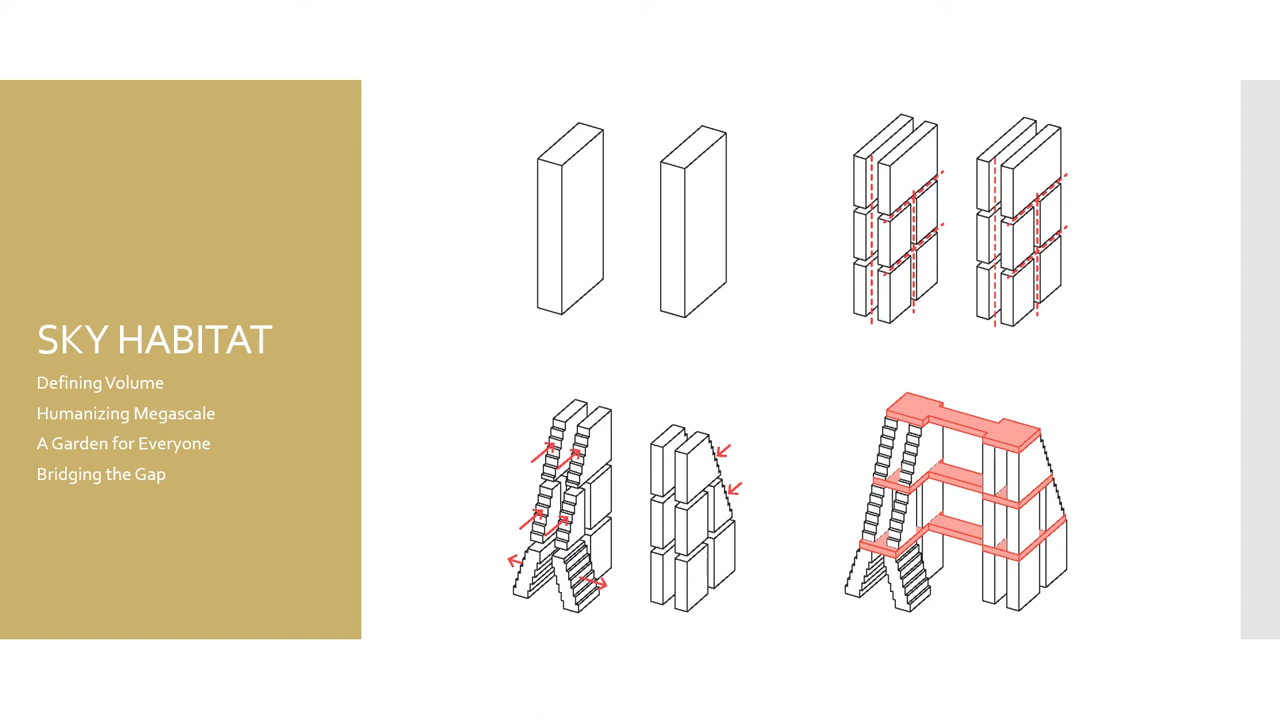 SKY HABITAT
Defining Volume
Humanizing Megascale
A Garden for Everyone
Bridging the Gap